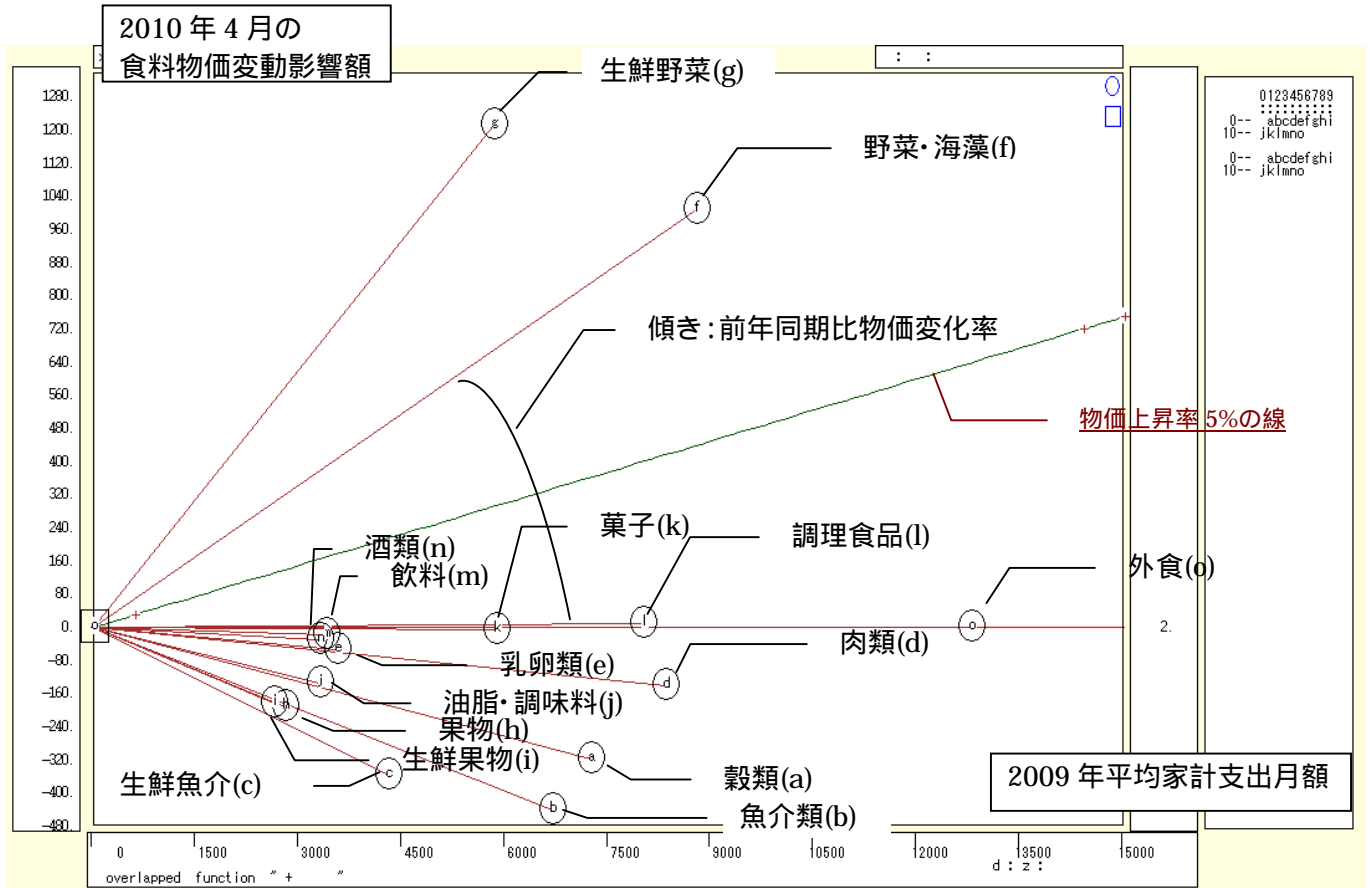 2010 年 4 月の
食料物価変動影響額
: :
生鮮野菜(g)
野菜・海藻(f)
傾き:前年同期比物価変化率
物価上昇率 5%の線
菓子(k)
調理食品(l)
外食(o)
酒類(n)
飲料(m)
肉類(d)
乳卵類(e)
油脂・調味料(j)
果物(h)
生鮮果物(i)
生鮮魚介(c)
穀類(a)
魚介類(b)
2009 年平均家計支出月額
1280.
1200.
1120.
1040.
960.
880.
800.
720.
640.
560.
480.
400.
320.
240.
160.
80.
0.
-80.
-160.
-240.
-320.
-400.
-480.
g
f
o
n
m
e
k
l
o
d
j
i
h
c
a
b
2.
0123456789
::::::::::
0-- abcdefghi
10-- jklmno
0-- abcdefghi
10-- jklmno
0 1500 3000 4500 6000 7500 9000 10500 12000 13500 15000
d : z :
overlapped function " + "